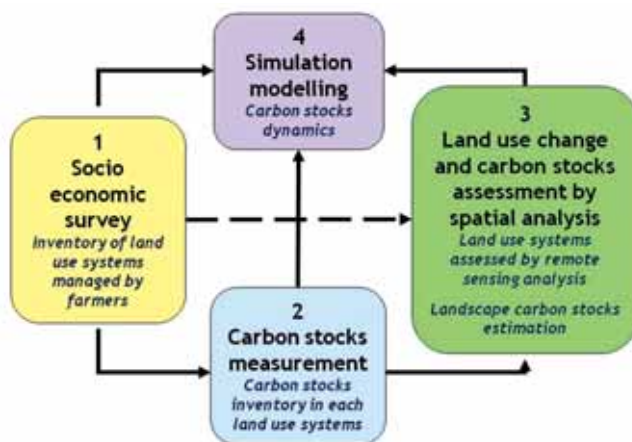 4
Simulation
modelling
Carbon stocks
dynamics
1
Socio
economic
survey
Inventory of land
use systems
managed by
farmers
3
Land use change
and carbon stocks
assessment by
spatial analysis
Land use systems
assessed by remote
sensing analysis
Landscape carbon stocks
estimation
2
Carbon stocks
measurement
Carbon stocks
inventory in each
land use systems